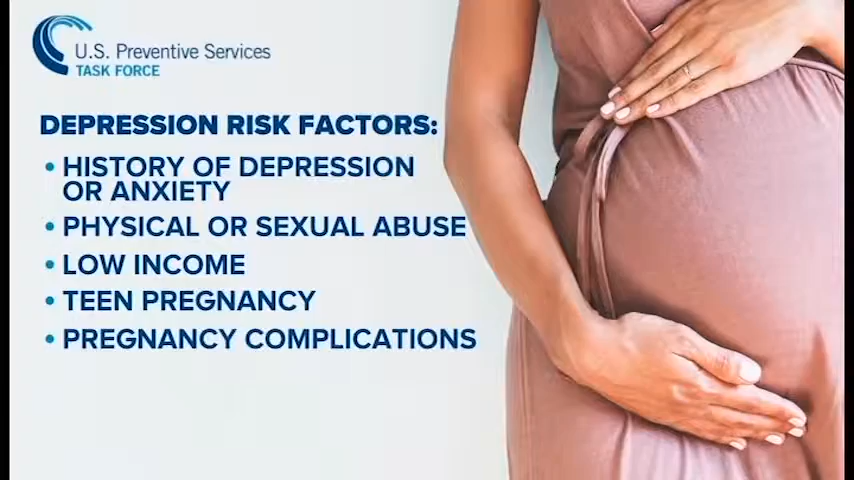 U.S. Preventive Services
TASK FORCE
DEPRESSION RISK FACTORS:
• HISTORY OF DEPRESSION
OR ANXIETY
• PHYSICAL OR SEXUAL ABUSE
• LOW INCOME
• TEEN PREGNANCY
• PREGNANCY COMPLICATIONS